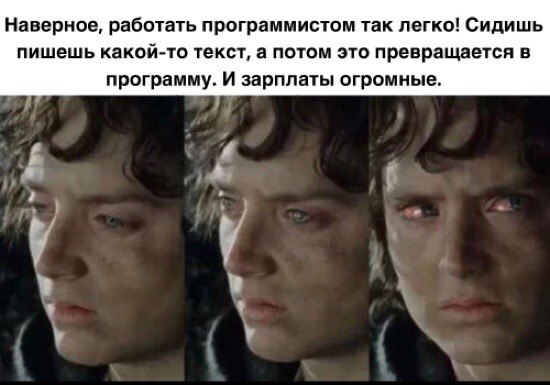 Наверное, работать программистом так легко! Сидишь
пишешь какой-то текст, а потом это превращается в
программу. И зарплаты огромные.